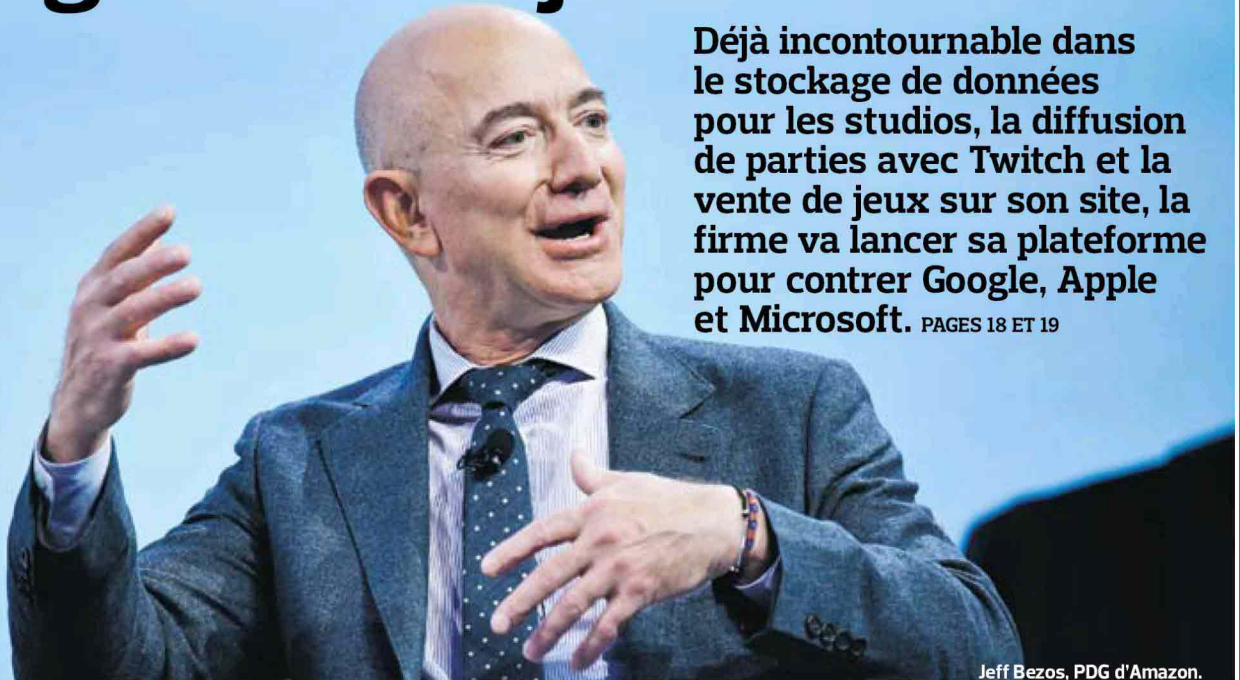 Déjà incontournable dans
le stockage de données
pour les studios, la diffusion
de parties avec Twitch et la
vente de jeux sur son site, la
firme va lancer sa plateforme
pour contrer Google, Apple
et Microsoft. PAGES 18 ET 19
Jeff Bezos, PDG d'Amazon.